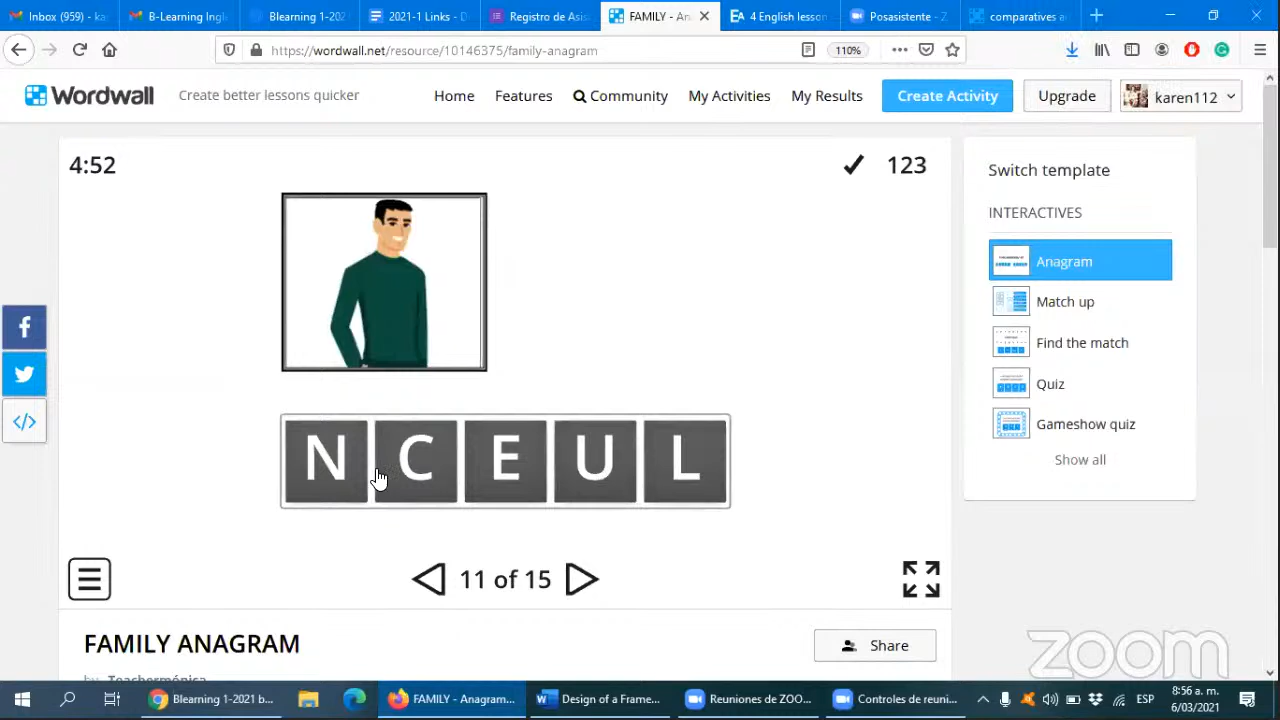 Inbox (959) - ka
B-Learning Ingl
Blearning 1-202
2021-1 Links - D
Registro de Asis
FAMILY - An
4 English lesson
Posasistente - Z
comparatives a
https://wordwall.net/resource/10146375/family-anagram
110%
Wordwall
Create better lessons quicker
Home
Features
Community
My Activities
My Results
Create Activity
Upgrade
karen112
4:52
123
Switch template
INTERACTIVES
Anagram
Match up
Find the match
Quiz
Gameshow quiz
Show all
N C E U L
11 of 15
FAMILY ANAGRAM
Share
by Teachermónica
zoom
Blearning 1-2021 b...
FAMILY - Anagram...
Design of a Frame...
Reuniones de ZOO...
Controles de reuni...
ESP
8:56 a. m.
6/03/2021